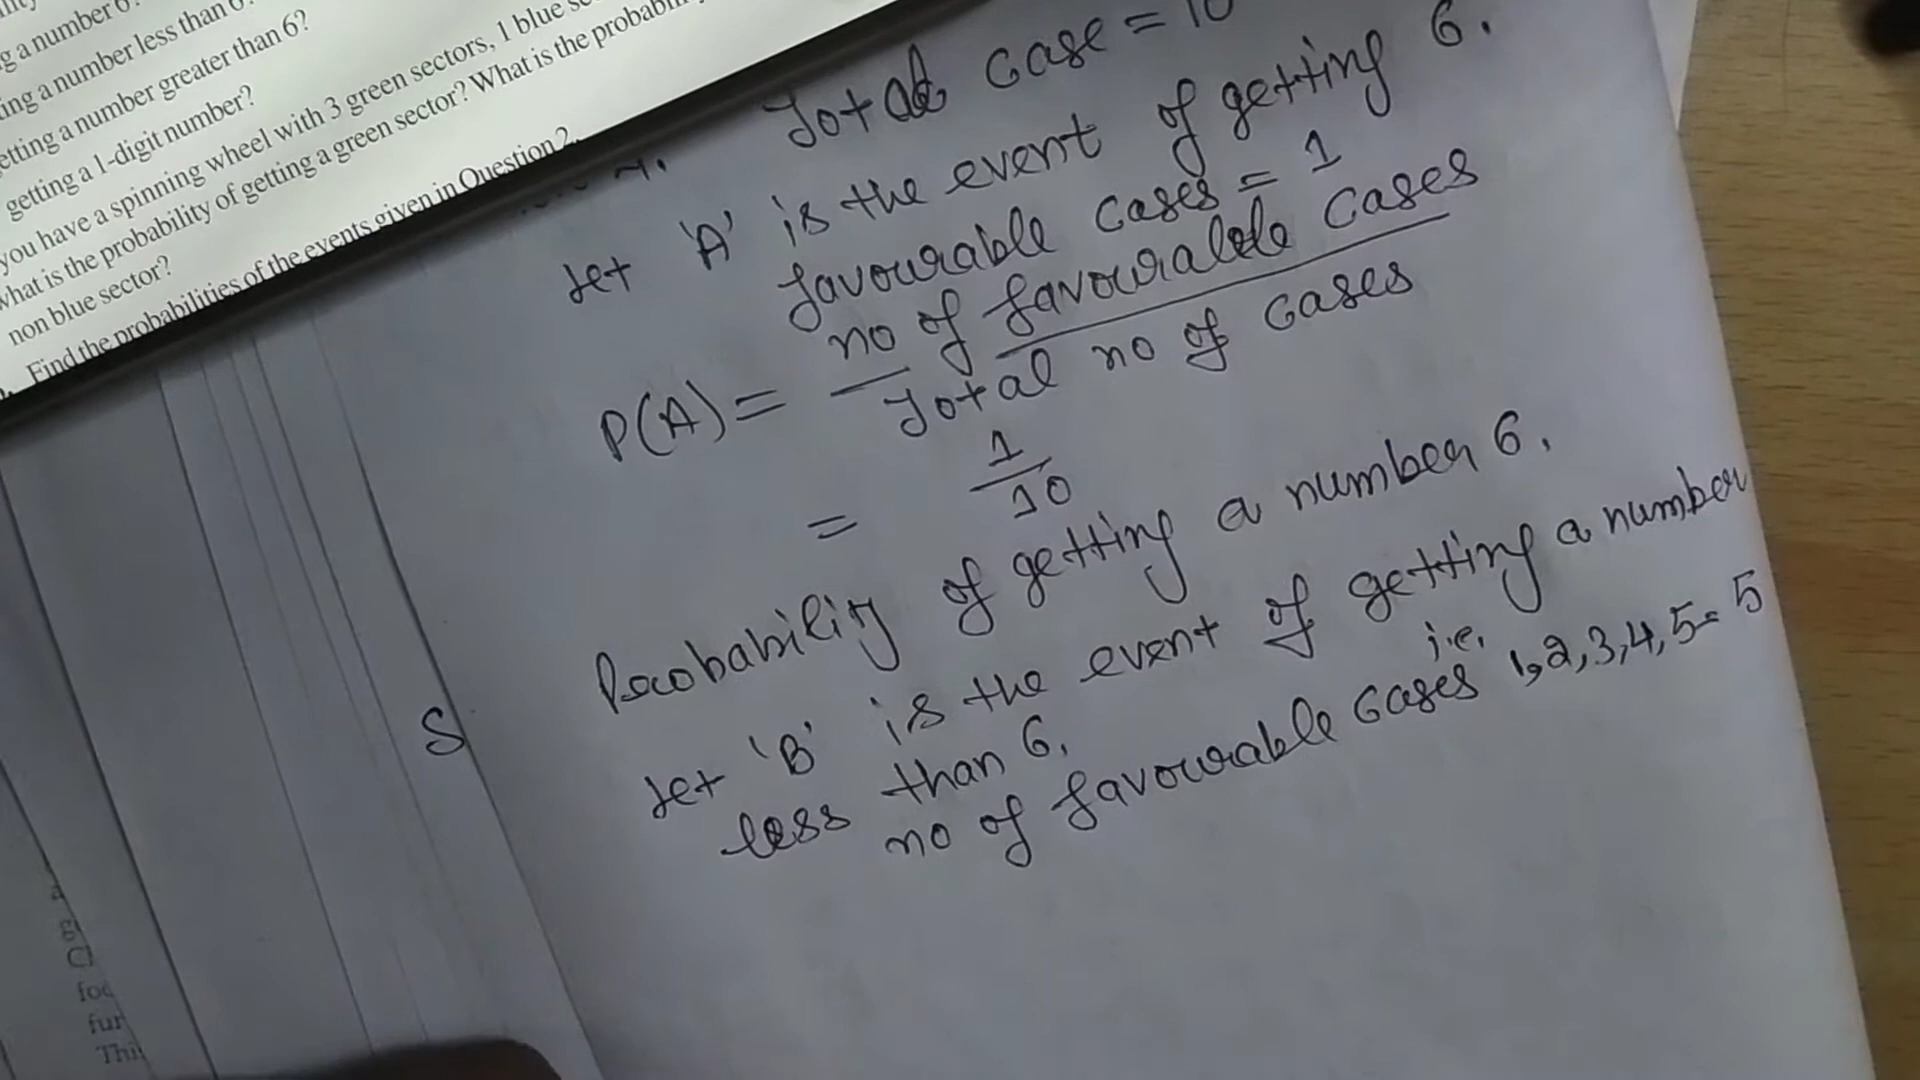 g a number 6?
ing a number less than 6?
etting a number greater than 6?
getting a 1-digit number?
you have a spinning wheel with 3 green sectors, 1 blue
what is the probability of getting a green sector? What is the
non blue sector?
Find the probabilities of the events given in Question 2.
Total case = 10
Let 'A' is the event of getting 6.
favourable cases = 1
P(A) = no of favourable cases
Total no of cases
= 1
10
Probability of getting a number 6.
Let 'B' is the event of getting a number
less than 6.
no of favourable cases i.e. 1,2,3,4,5 = 5
S
foc
fur
This